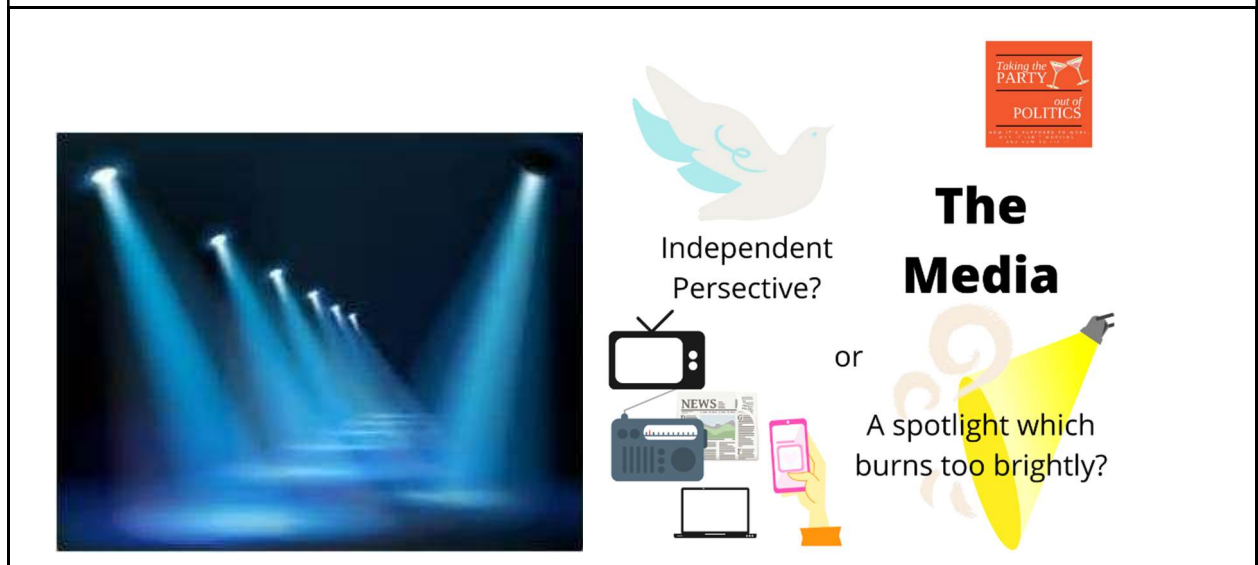 Taking the
PARTY
out of
POLITICS
The
Media
Independent
Persective?
or
NEWS
A spotlight which
burns too brightly?